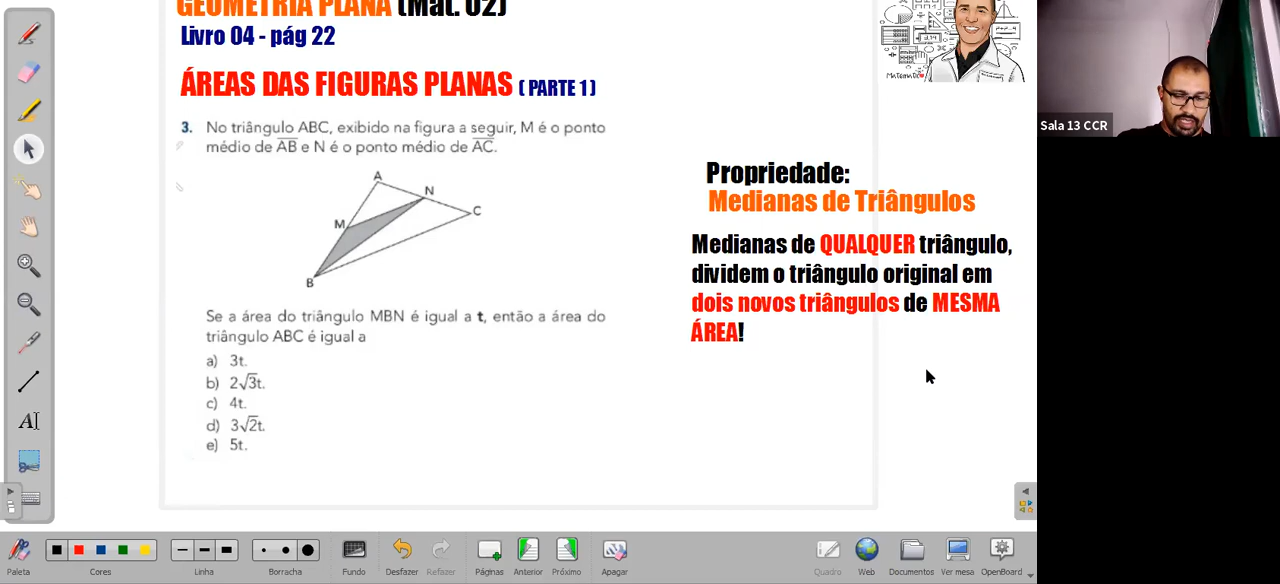 GEOMETRIA PLANA (Mat. 02)
Livro 04 - pág 22
ÁREAS DAS FIGURAS PLANAS ( PARTE 1 )
3. No triângulo ABC, exibido na figura a seguir, M é o ponto
médio de AB e N é o ponto médio de AC.
A
N
C
M
B
Se a área do triângulo MBN é igual a t, então a área do
triângulo ABC é igual a
a) 3t.
b) 2√3t.
c) 4t.
d) 3√2t.
e) 5t.
Propriedade:
Medianas de Triângulos
Medianas de QUALQUER triângulo,
dividem o triângulo original em
dois novos triângulos de MESMA
ÁREA!
Sala 13 CCR
AI
Paleta
Cores
Linha
Borracha
Fundo
Desfazer
Refazer
Páginas
Anterior
Próximo
Apagar
Quadro
Web
Documentos
Ver mesa
OpenBoard